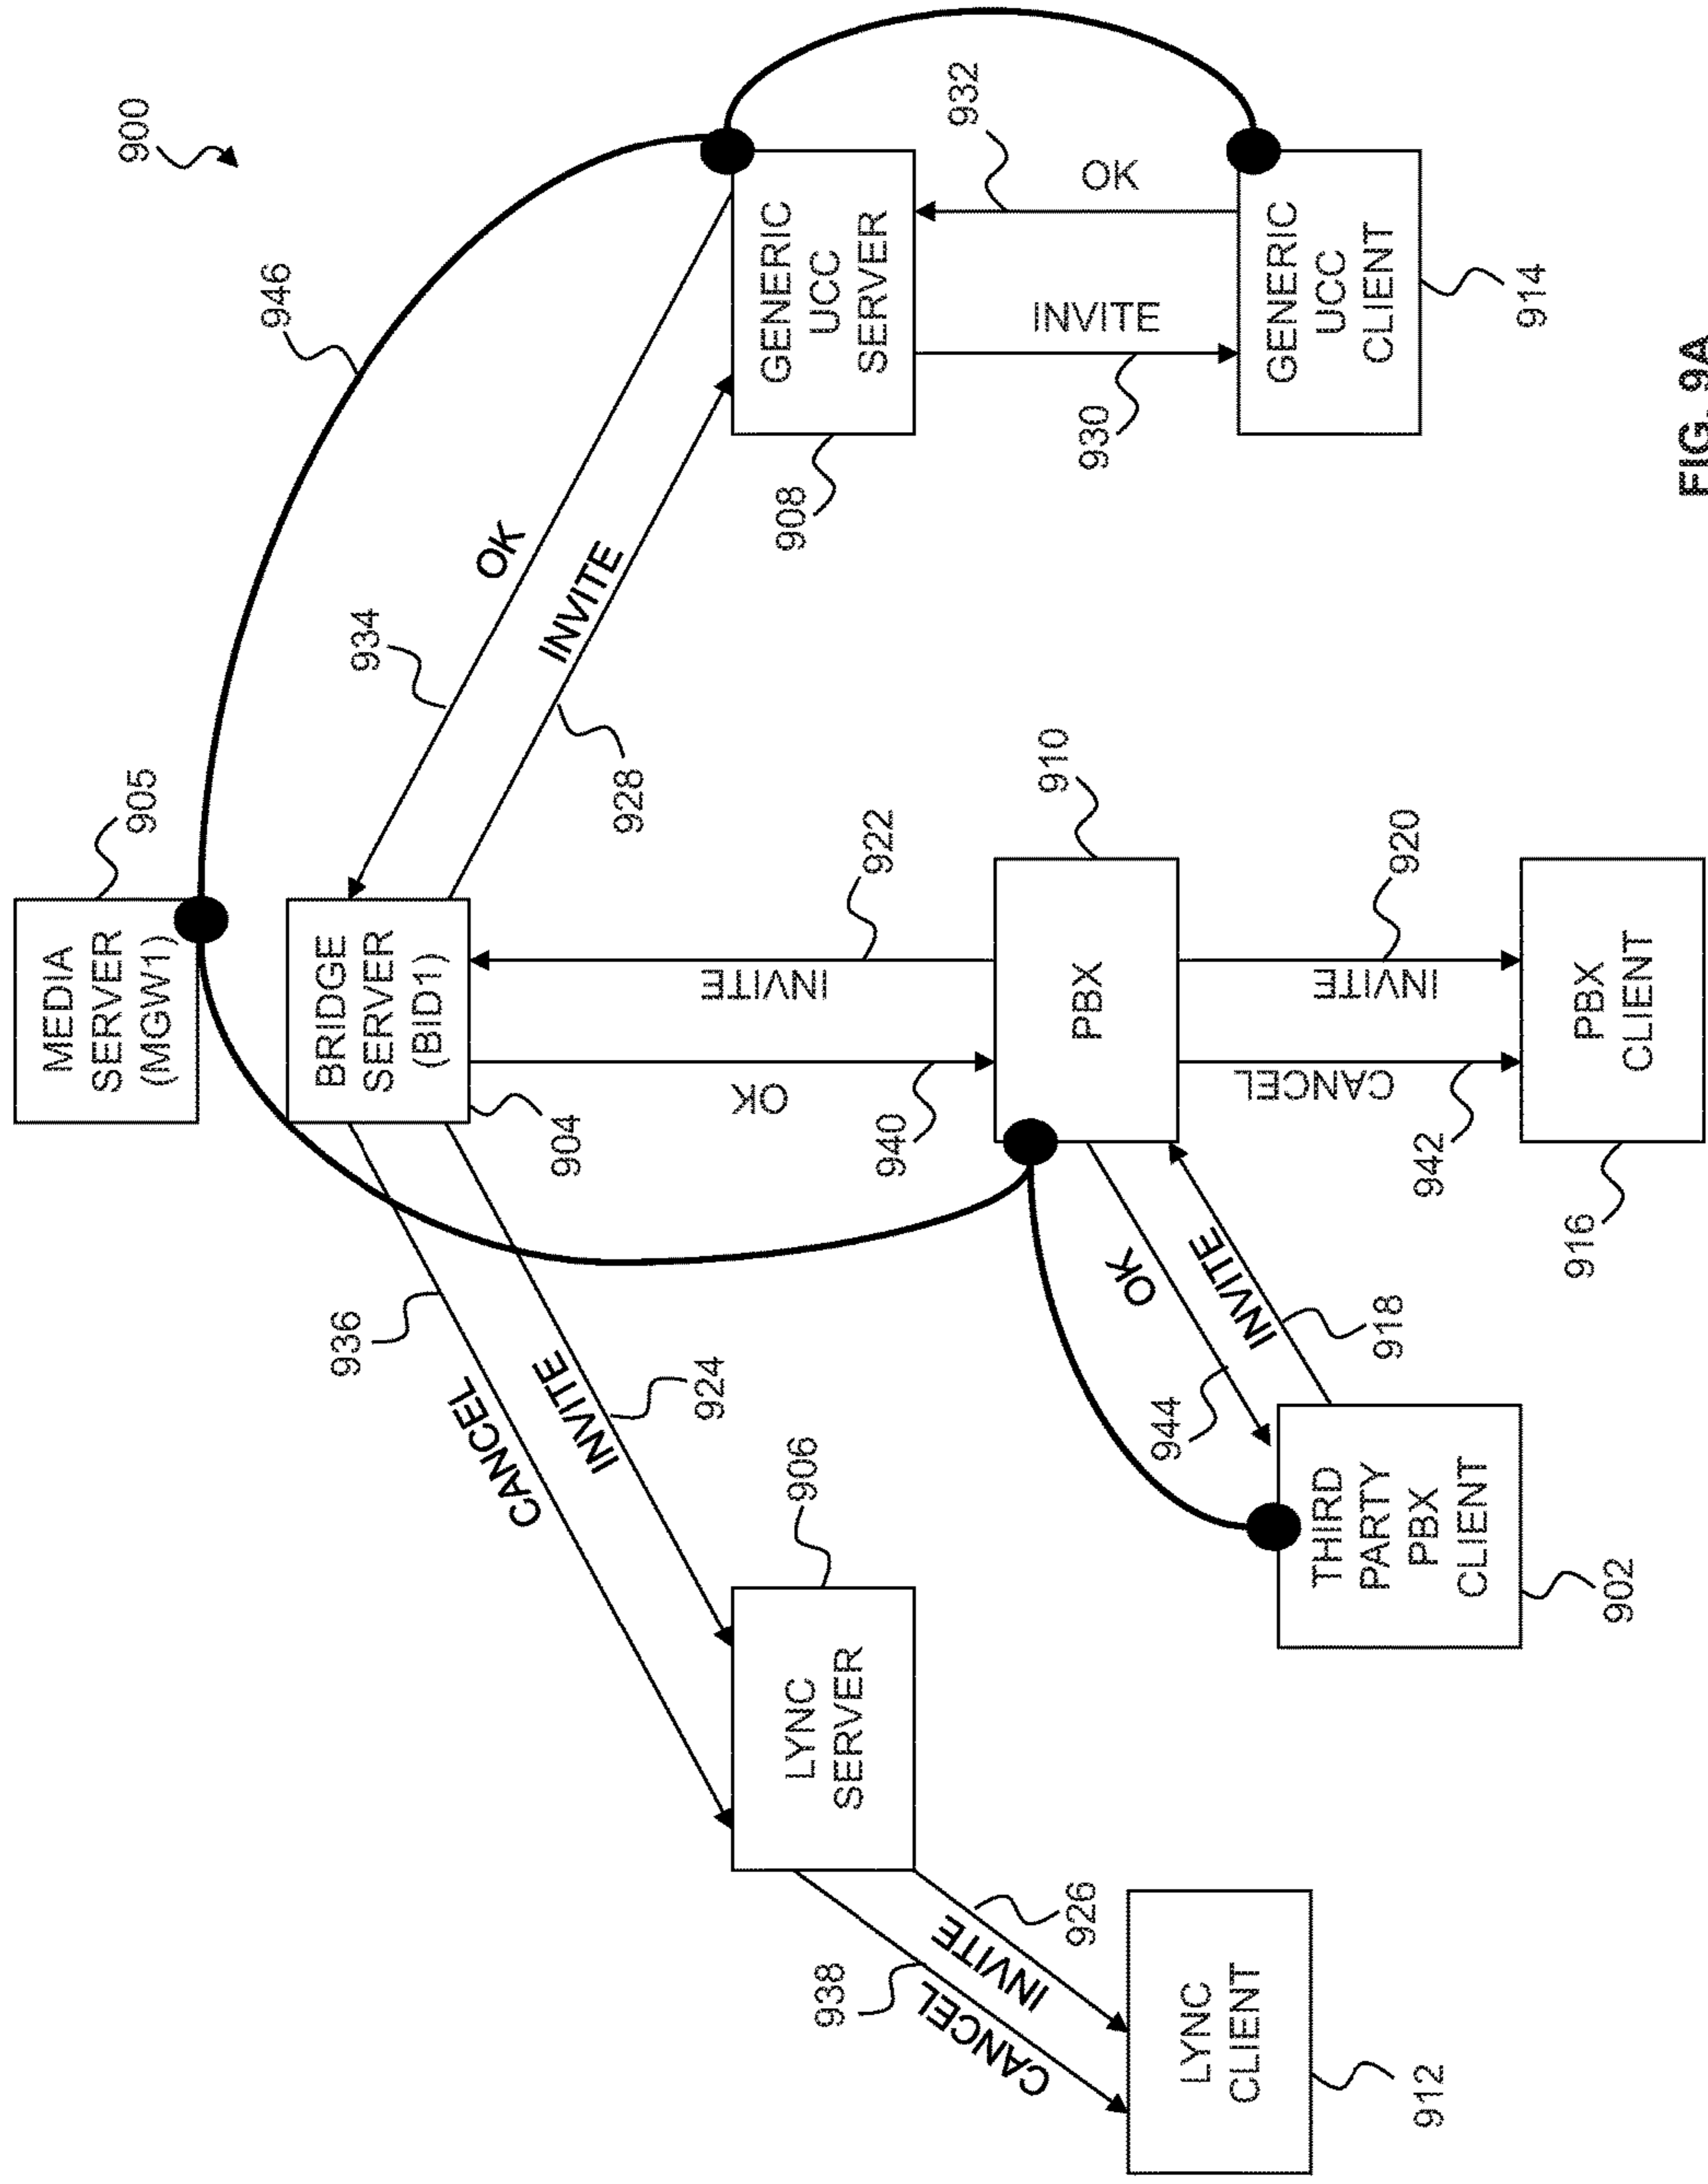 900
MEDIA
SERVER
(MGW1)
905
946
BRIDGE
SERVER
(BID1)
904
934
OK
INVITE
928
936
CANCEL
INVITE
924
LYNC
SERVER
906
938
CANCEL
INVITE
926
LYNC
CLIENT
912
GENERIC
UCC
SERVER
908
INVITE
930
OK
932
GENERIC
UCC
CLIENT
914
INVITE
922
OK
940
PBX
910
INVITE
920
CANCEL
942
PBX
CLIENT
916
OK
944
INVITE
918
THIRD
PARTY
PBX
CLIENT
902
FIG. 9A